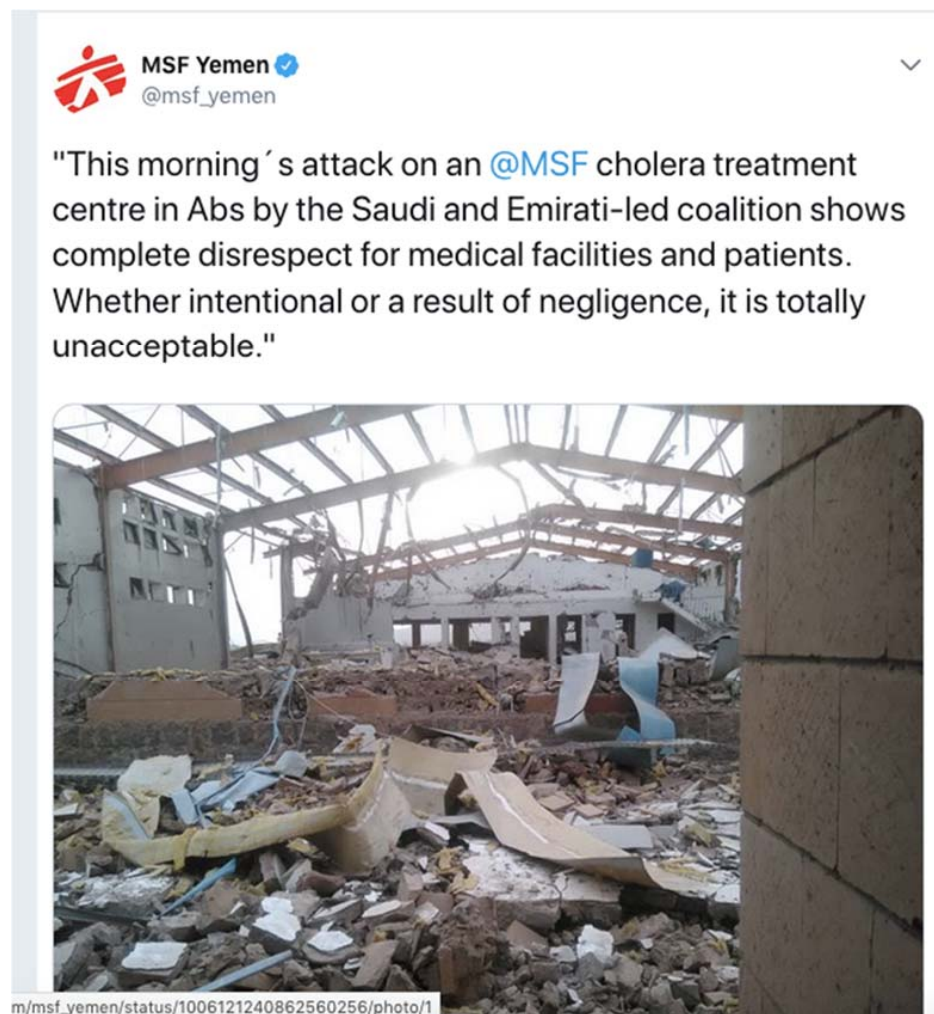 MSF Yemen
@msf_yemen
"This morning´s attack on an @MSF cholera treatment
centre in Abs by the Saudi and Emirati-led coalition shows
complete disrespect for medical facilities and patients.
Whether intentional or a result of negligence, it is totally
unacceptable."
m/msf_yemen/status/1006121240862560256/photo/1